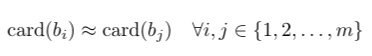 card(b_i) ≈ card(b_j) ∀i, j ∈ {1, 2, . . . , m}